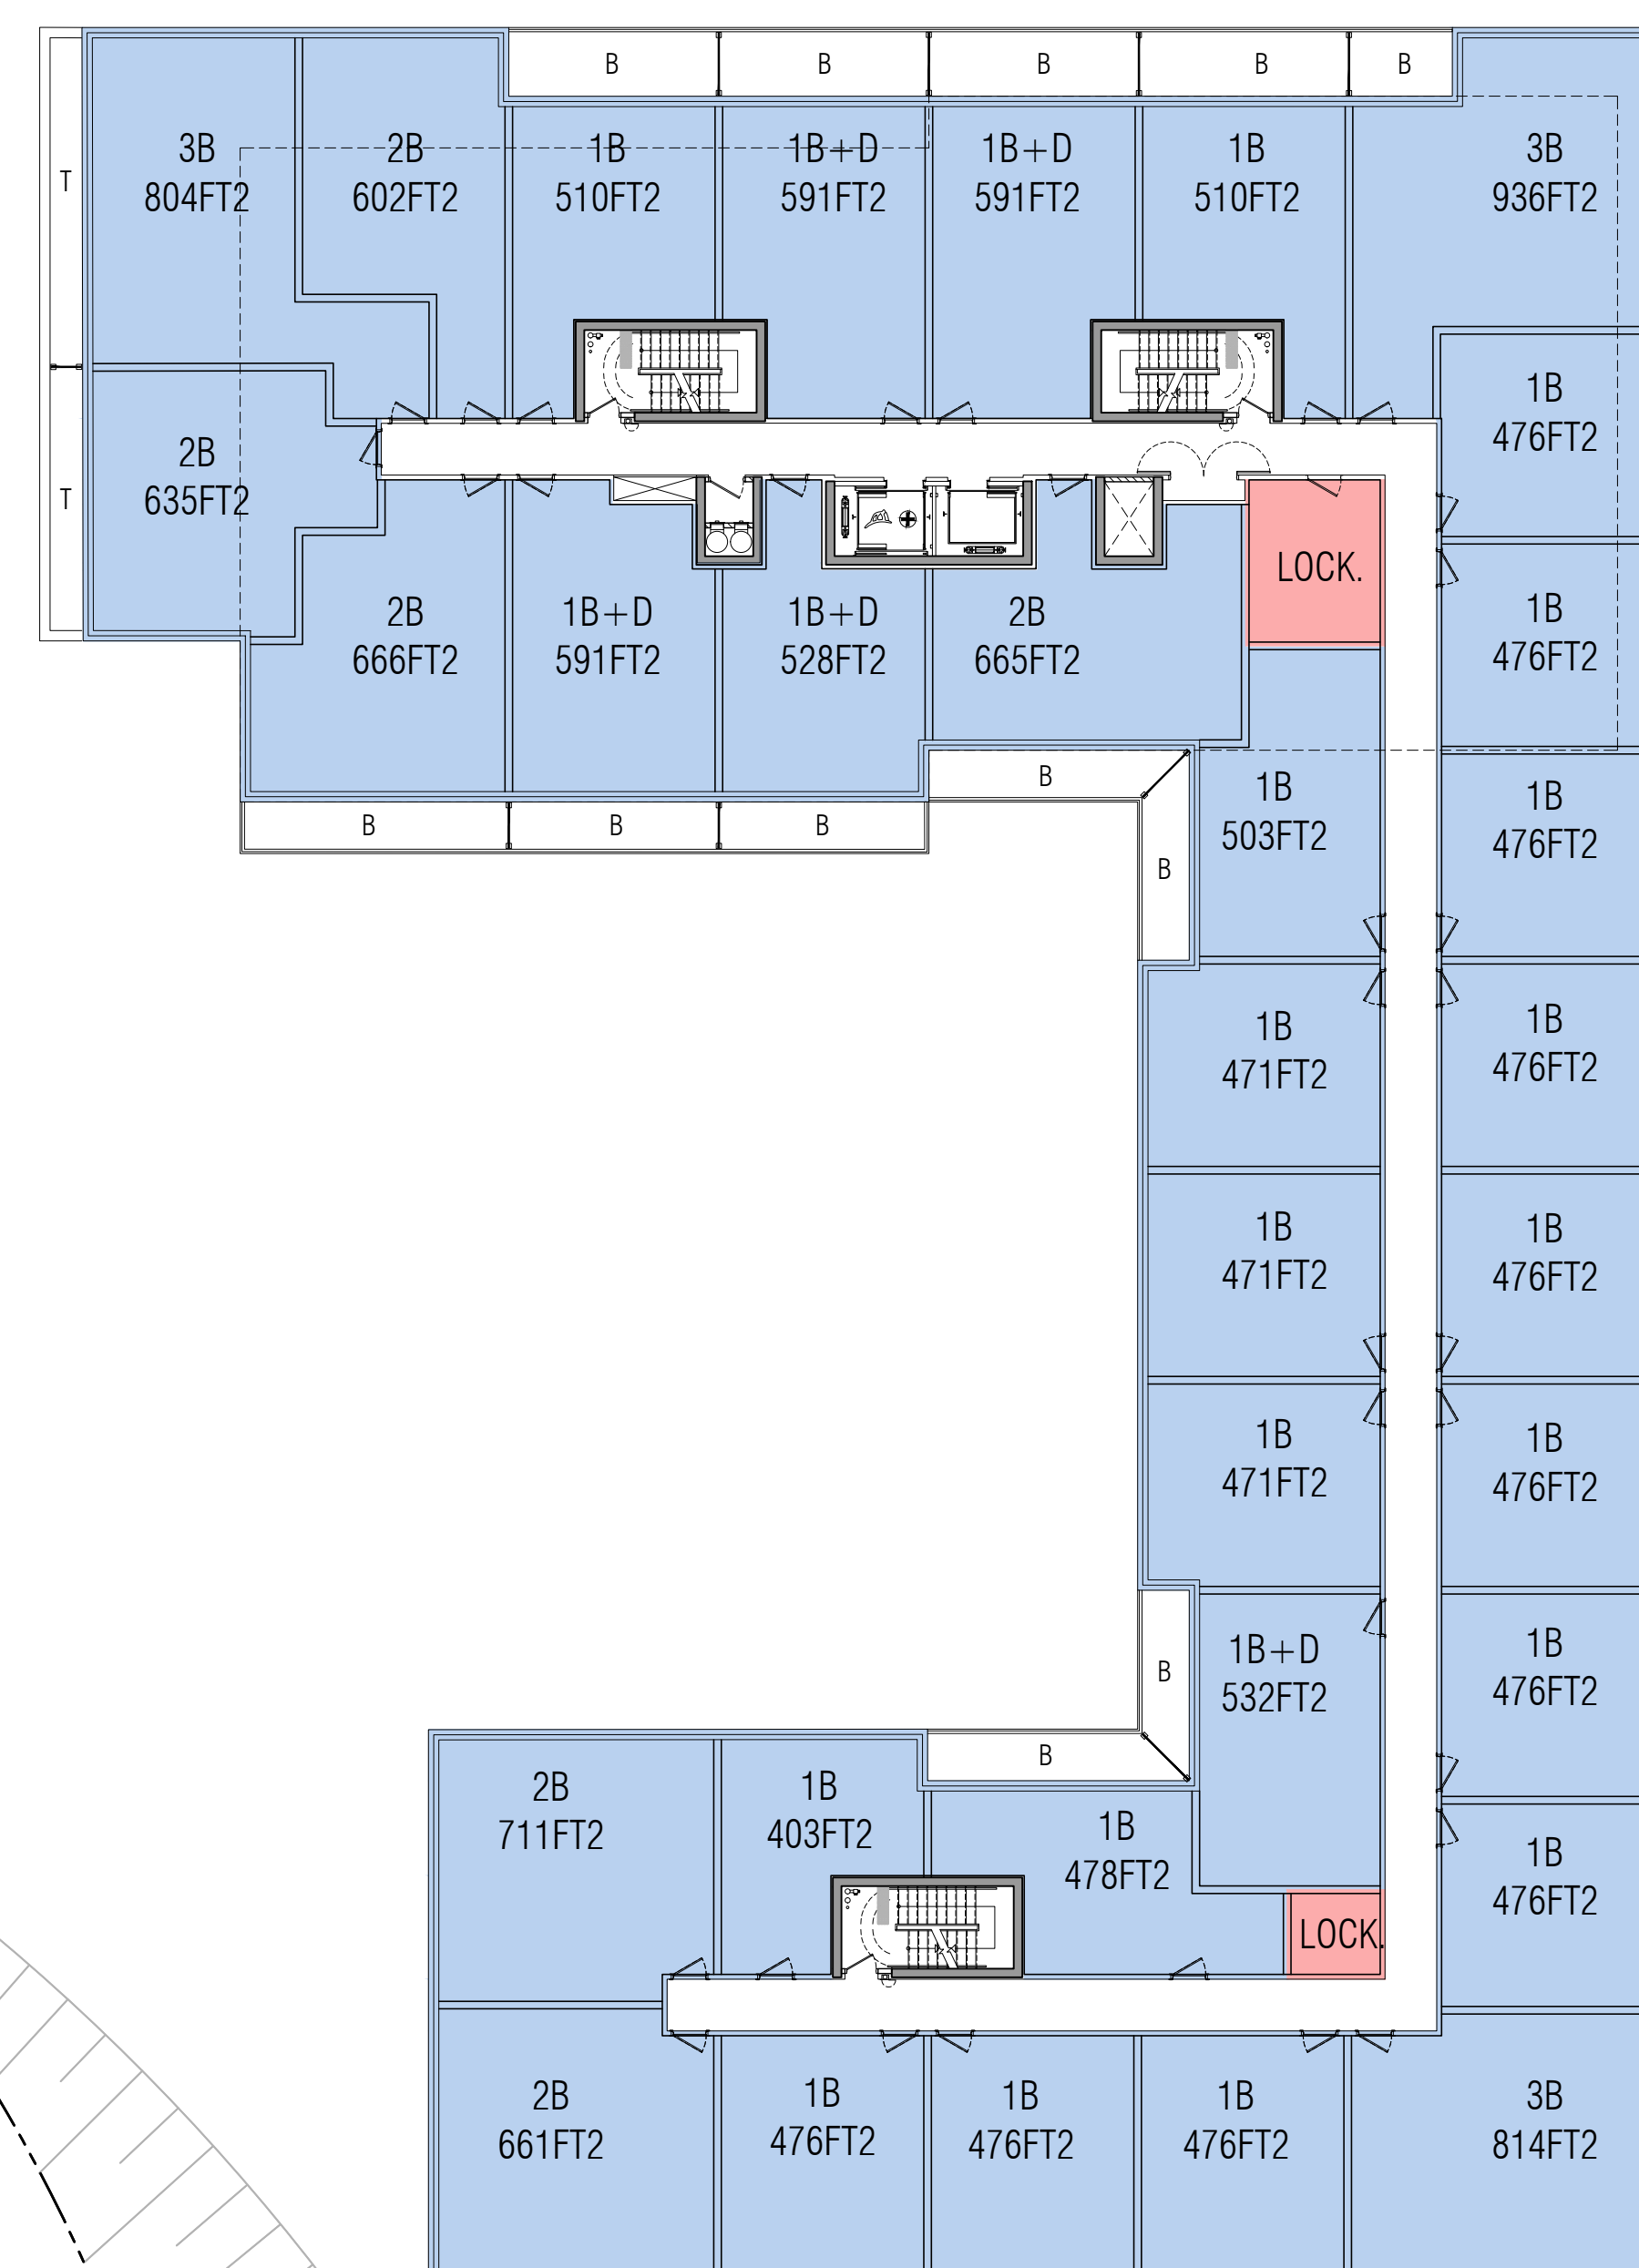 B
B
B
B
B
T
3B
804FT2
2B
602FT2
1B
510FT2
1B+D
591FT2
1B+D
591FT2
1B
510FT2
3B
936FT2
1B
476FT2
T
2B
635FT2
LOCK.
2B
666FT2
1B+D
591FT2
1B+D
528FT2
2B
665FT2
1B
476FT2
B
B
B
B
B
1B
503FT2
1B
476FT2
1B
471FT2
1B
476FT2
1B
471FT2
1B
476FT2
1B
471FT2
1B
476FT2
B
1B+D
532FT2
1B
476FT2
B
2B
711FT2
1B
403FT2
1B
478FT2
1B
476FT2
LOCK.
2B
661FT2
1B
476FT2
1B
476FT2
1B
476FT2
3B
814FT2